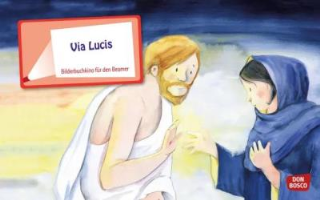 Via Lucis
Bilderbuchkino für den Beamer
DON
BOSCO